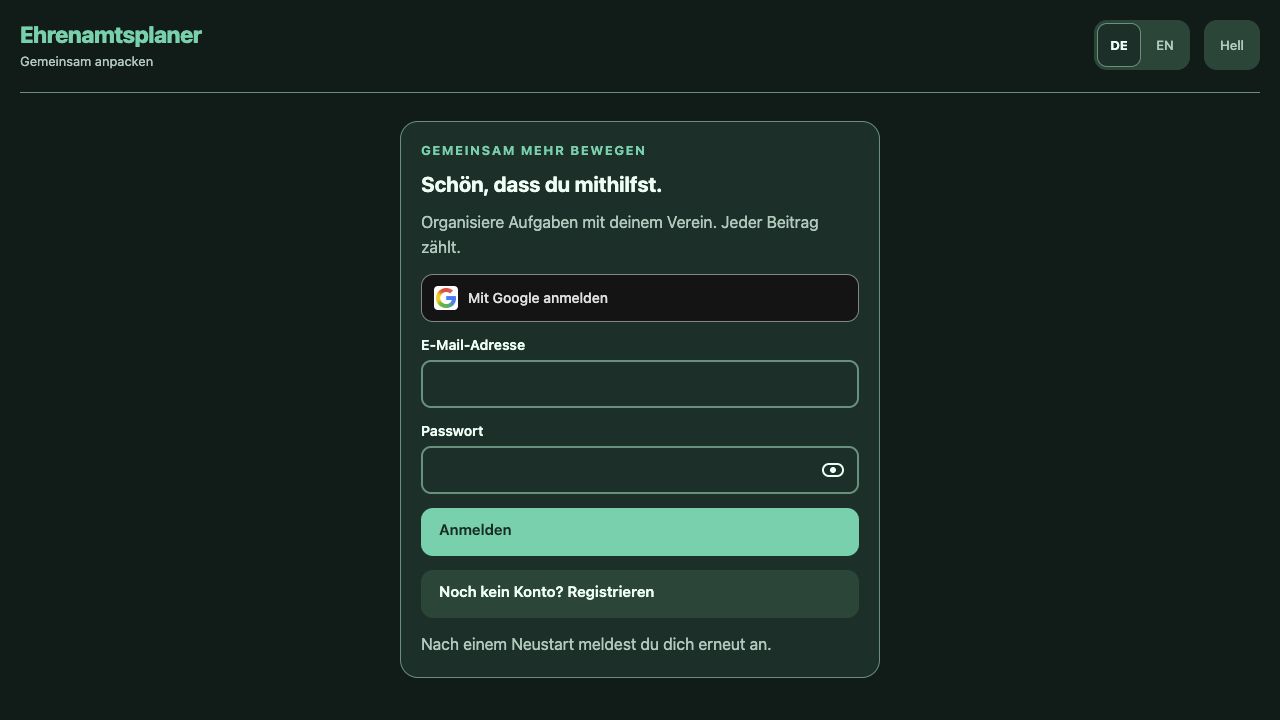 Ehrenamtsplaner
Gemeinsam anpacken
DE
EN
Hell
GEMEINSAM MEHR BEWEGEN
Schön, dass du mithilfst.
Organisiere Aufgaben mit deinem Verein. Jeder Beitrag
zählt.
Mit Google anmelden
E-Mail-Adresse
Passwort
Anmelden
Noch kein Konto? Registrieren
Nach einem Neustart meldest du dich erneut an.